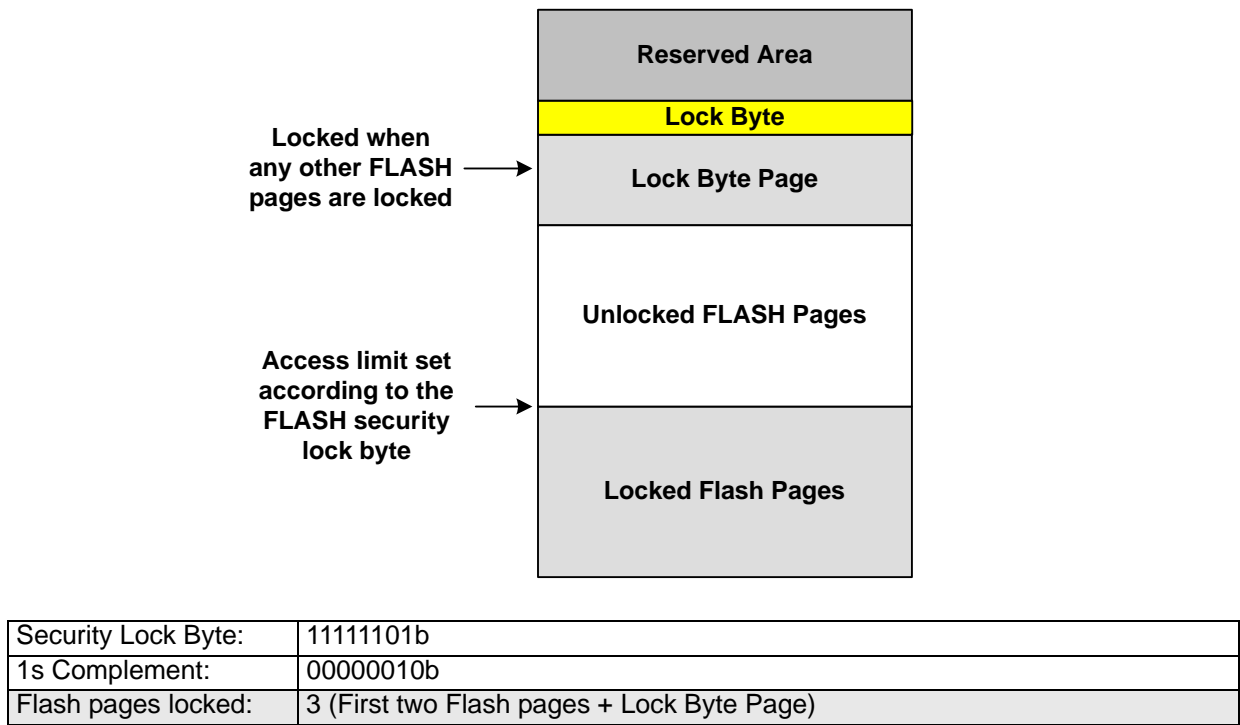 Reserved Area
Lock Byte
Locked when
any other FLASH
pages are locked
Lock Byte Page
Unlocked FLASH Pages
Access limit set
according to the
FLASH security
lock byte
Locked Flash Pages
Security Lock Byte: 11111101b
1s Complement: 00000010b
Flash pages locked: 3 (First two Flash pages + Lock Byte Page)